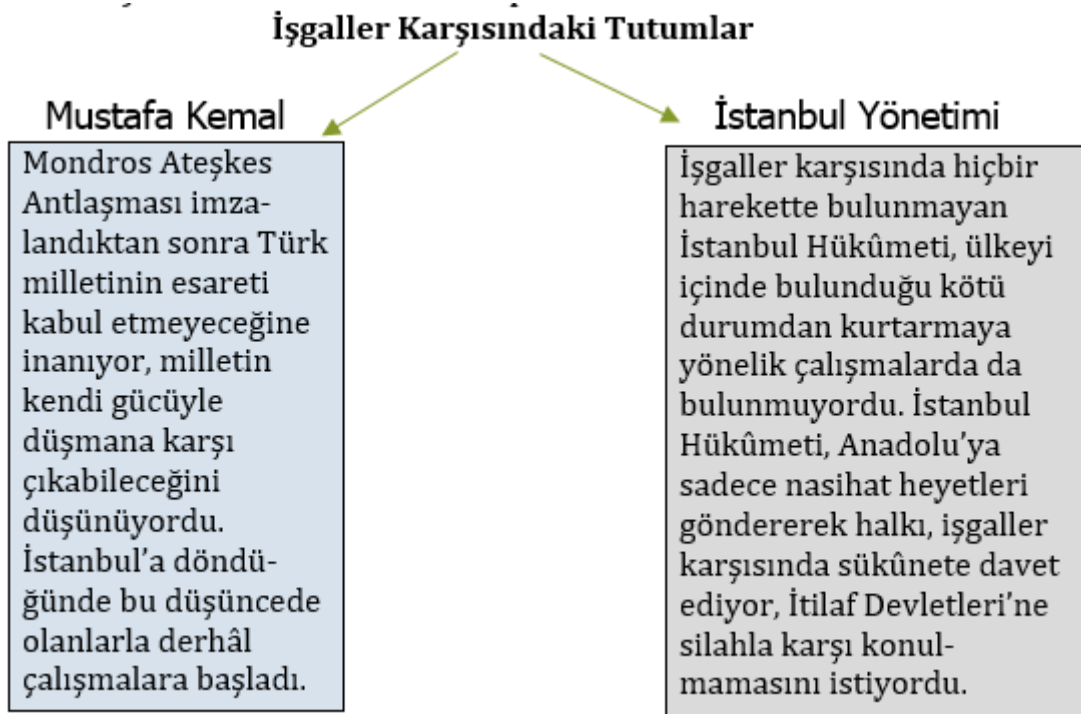 İşgaller Karşısındaki Tutumlar
Mustafa Kemal
Mondros Ateşkes
Antlaşması imza-
landıktan sonra Türk
milletinin esareti
kabul etmeyeceğine
inanıyor, milletin
kendi gücüyle
düşmana karşı
çıkabileceğini
düşünüyordu.
İstanbul'a döndü-
ğünde bu düşüncede
olanlarla derhâl
çalışmalara başladı.
İstanbul Yönetimi
İşgaller karşısında hiçbir
harekette bulunmayan
İstanbul Hükûmeti, ülkeyi
içinde bulunduğu kötü
durumdan kurtarmaya
yönelik çalışmalarda da
bulunmuyordu. İstanbul
Hükûmeti, Anadolu'ya
sadece nasihat heyetleri
göndererek halkı, işgaller
karşısında sükûnete davet
ediyor, İtilaf Devletleri'ne
silahla karşı konul-
mamasını istiyordu.